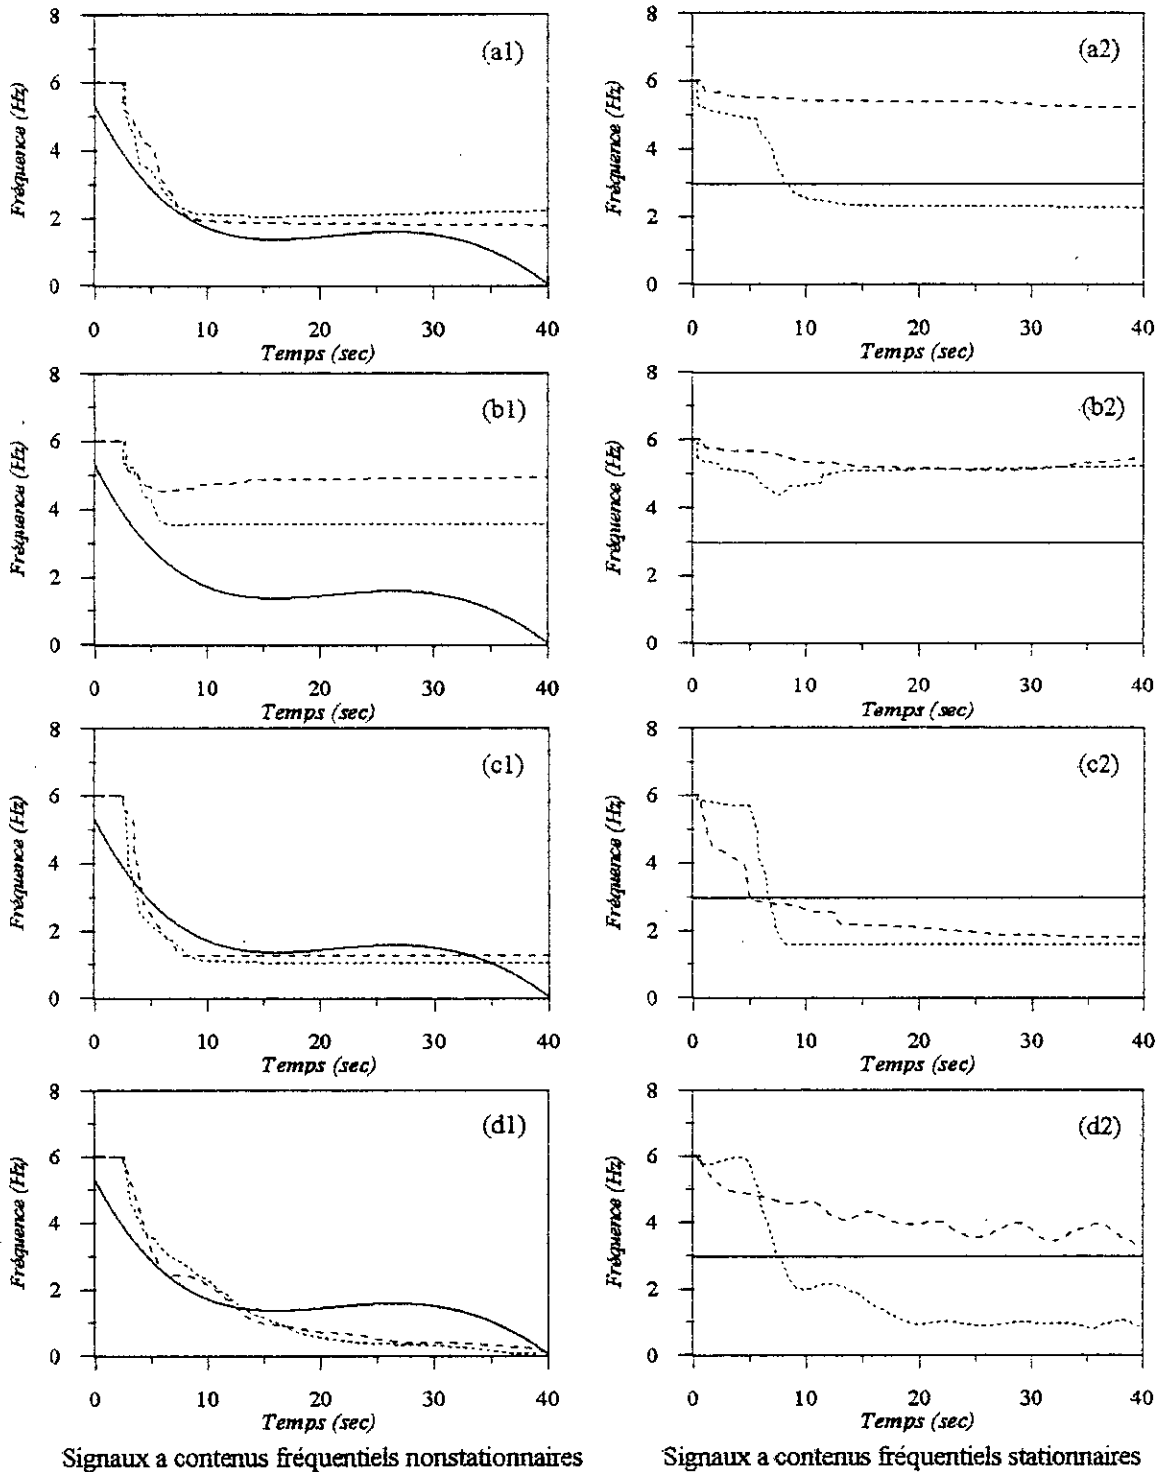 8
6
4
2
0
Fréquence (Hz)
(a1)
0 10 20 30 40
Temps (sec)
8
6
4
2
0
Fréquence (Hz)
(a2)
0 10 20 30 40
Temps (sec)
8
6
4
2
0
Fréquence (Hz)
(b1)
0 10 20 30 40
Temps (sec)
8
6
4
2
0
Fréquence (Hz)
(b2)
0 10 20 30 40
Temps (sec)
8
6
4
2
0
Fréquence (Hz)
(c1)
0 10 20 30 40
Temps (sec)
8
6
4
2
0
Fréquence (Hz)
(c2)
0 10 20 30 40
Temps (sec)
8
6
4
2
0
Fréquence (Hz)
(d1)
0 10 20 30 40
Temps (sec)
8
6
4
2
0
Fréquence (Hz)
(d2)
0 10 20 30 40
Temps (sec)
Signaux a contenus fréquentiels nonstationnaires
Signaux a contenus fréquentiels stationnaires